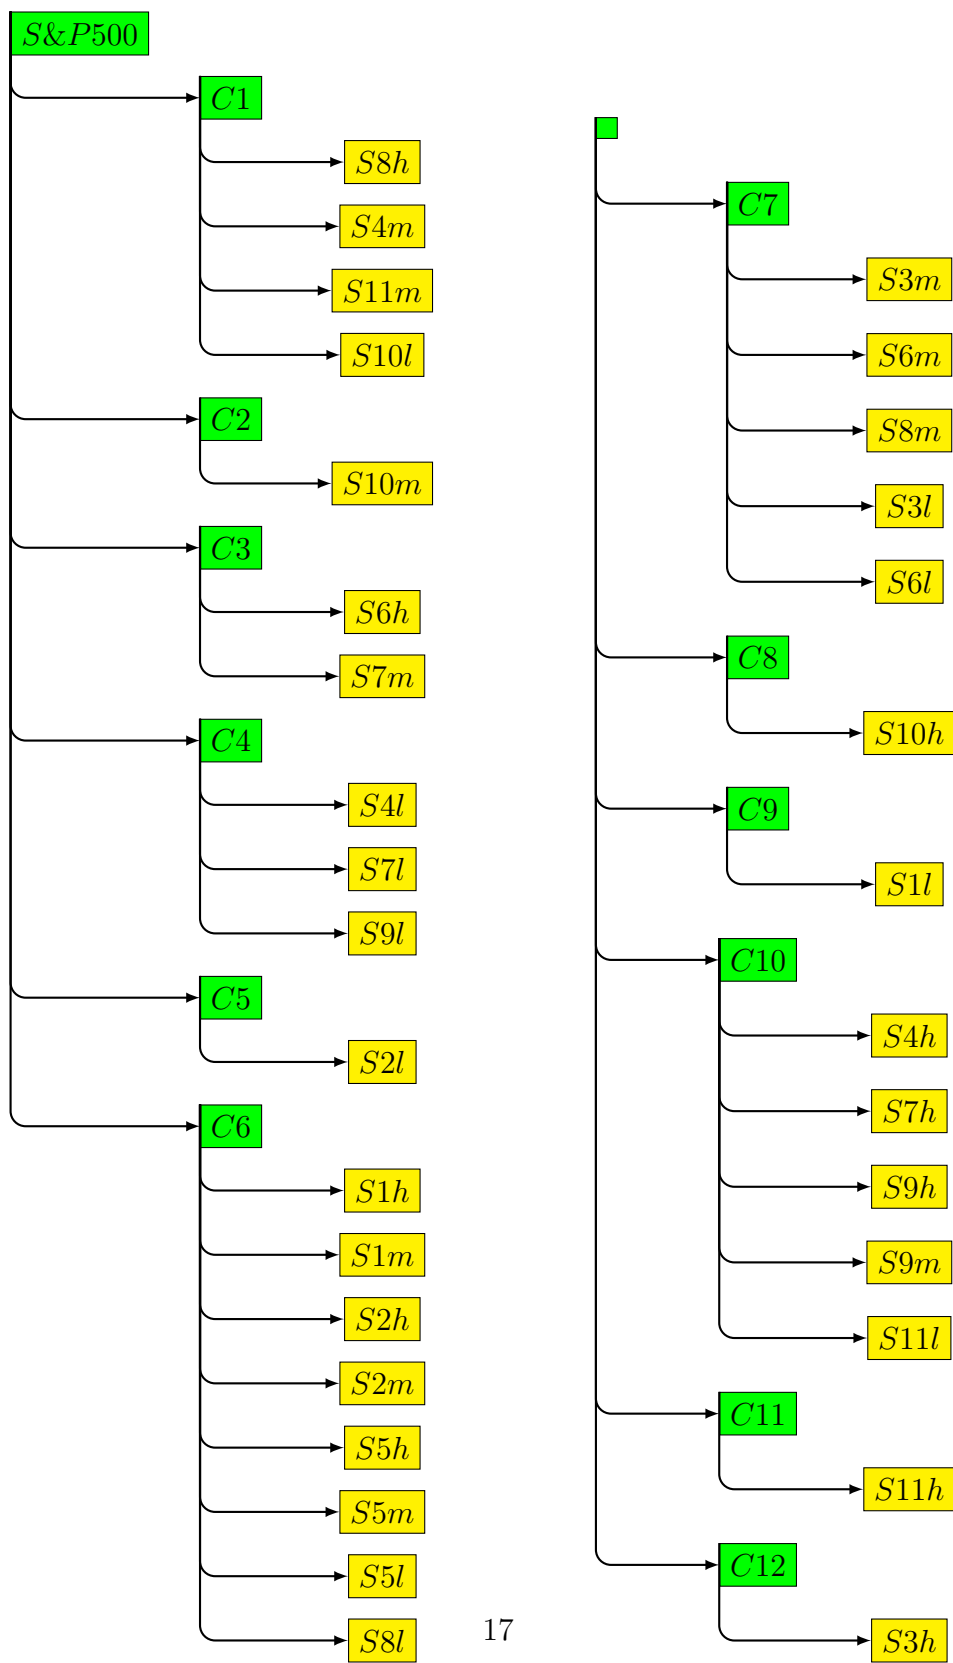 S&P500
C1
S8h
S4m
S11m
S10l
C2
S10m
C3
S6h
S7m
C4
S4l
S7l
S9l
C5
S2l
C6
S1h
S1m
S2h
S2m
S5h
S5m
S5l
S8l
C7
S3m
S6m
S8m
S3l
S6l
C8
S10h
C9
S1l
C10
S4h
S7h
S9h
S9m
S11l
C11
S11h
C12
S3h
17